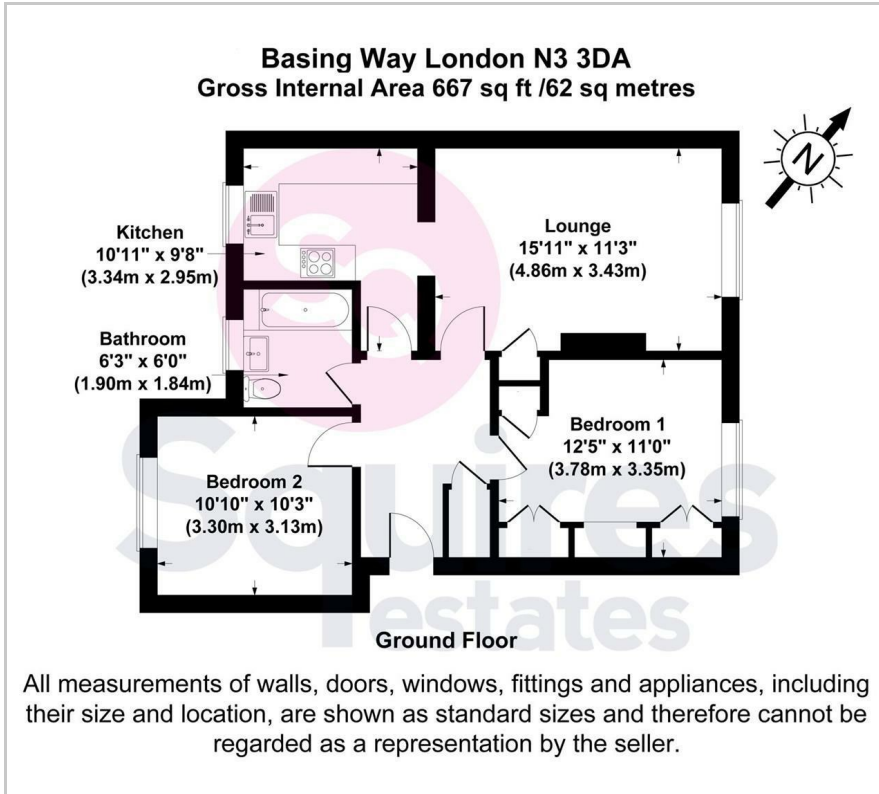 Basing Way London N3 3DA
Gross Internal Area 667 sq ft /62 sq metres
N
Kitchen
10'11" x 9'8"
(3.34m x 2.95m)
Lounge
15'11" x 11'3"
(4.86m x 3.43m)
Bathroom
6'3" x 6'0"
(1.90m x 1.84m)
Bedroom 1
12'5" x 11'0"
(3.78m x 3.35m)
Bedroom 2
10'10" x 10'3"
(3.30m x 3.13m)
SQ
Squires
estates
Ground Floor
All measurements of walls, doors, windows, fittings and appliances, including
their size and location, are shown as standard sizes and therefore cannot be
regarded as a representation by the seller.